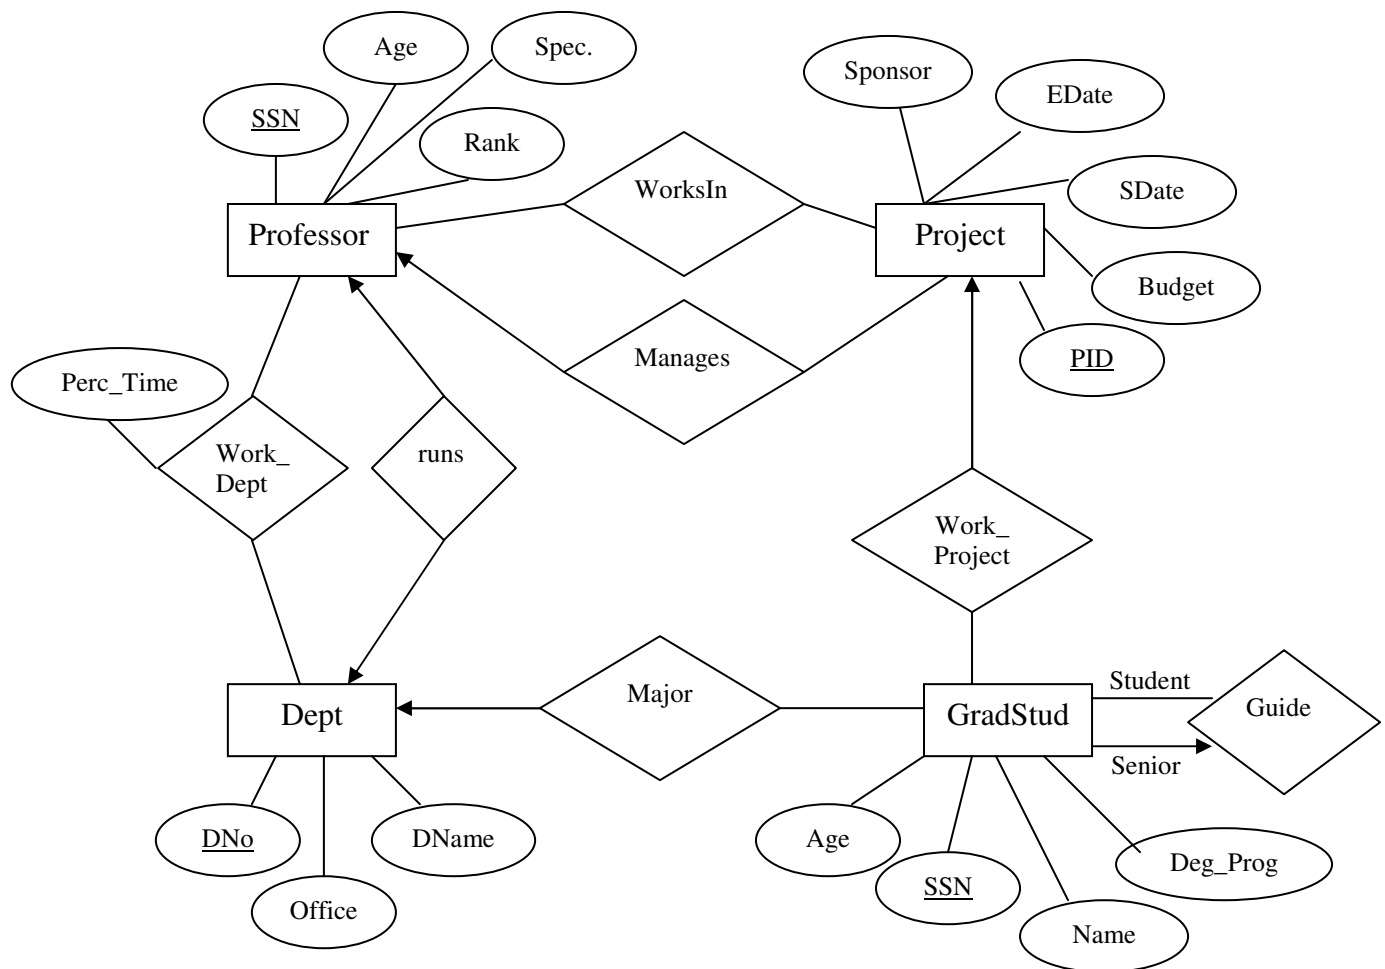 Age
Spec.
Sponsor
EDate
SSN
Rank
WorksIn
SDate
Professor
Project
Budget
Manages
PID
Perc_Time
Work_
Dept
runs
Work_
Project
Student
Major
Guide
Dept
GradStud
Senior
DNo
DName
Age
Deg_Prog
SSN
Office
Name